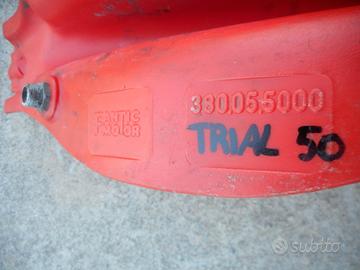 FANTIC
MOTOR
380055000
TRIAL 50
subito